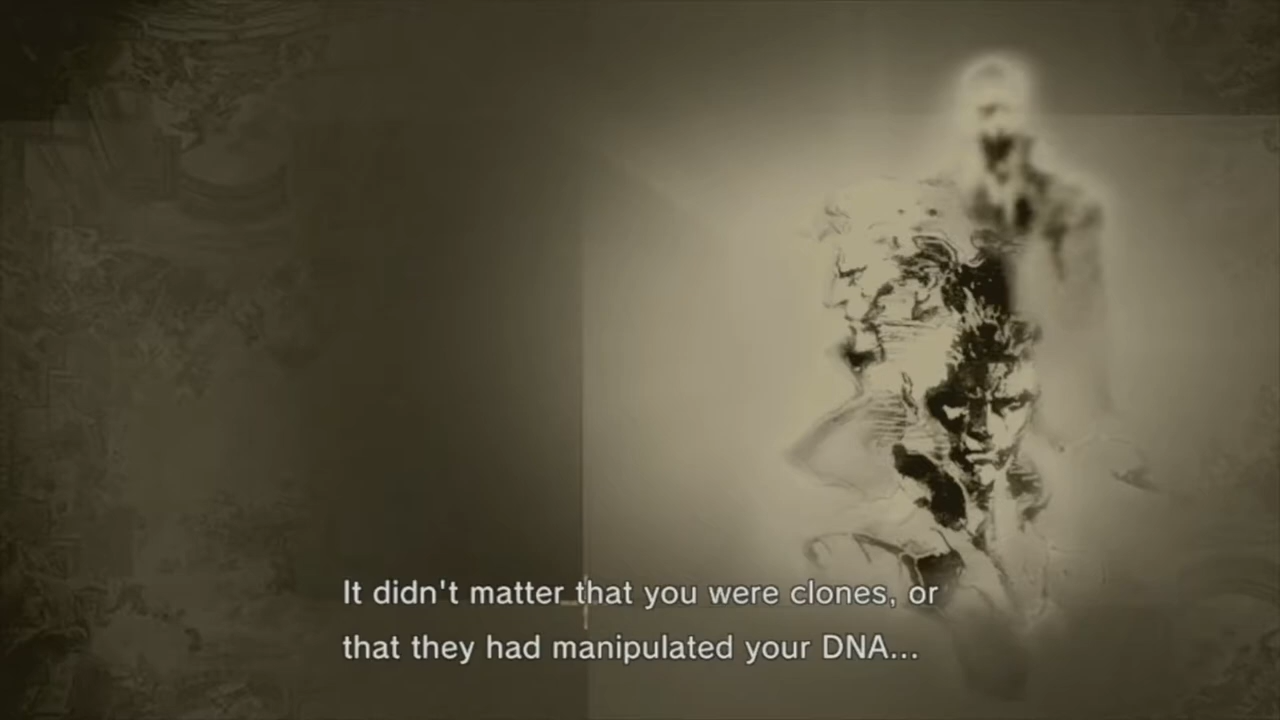 It didn't matter that you were clones, or
that they had manipulated your DNA...